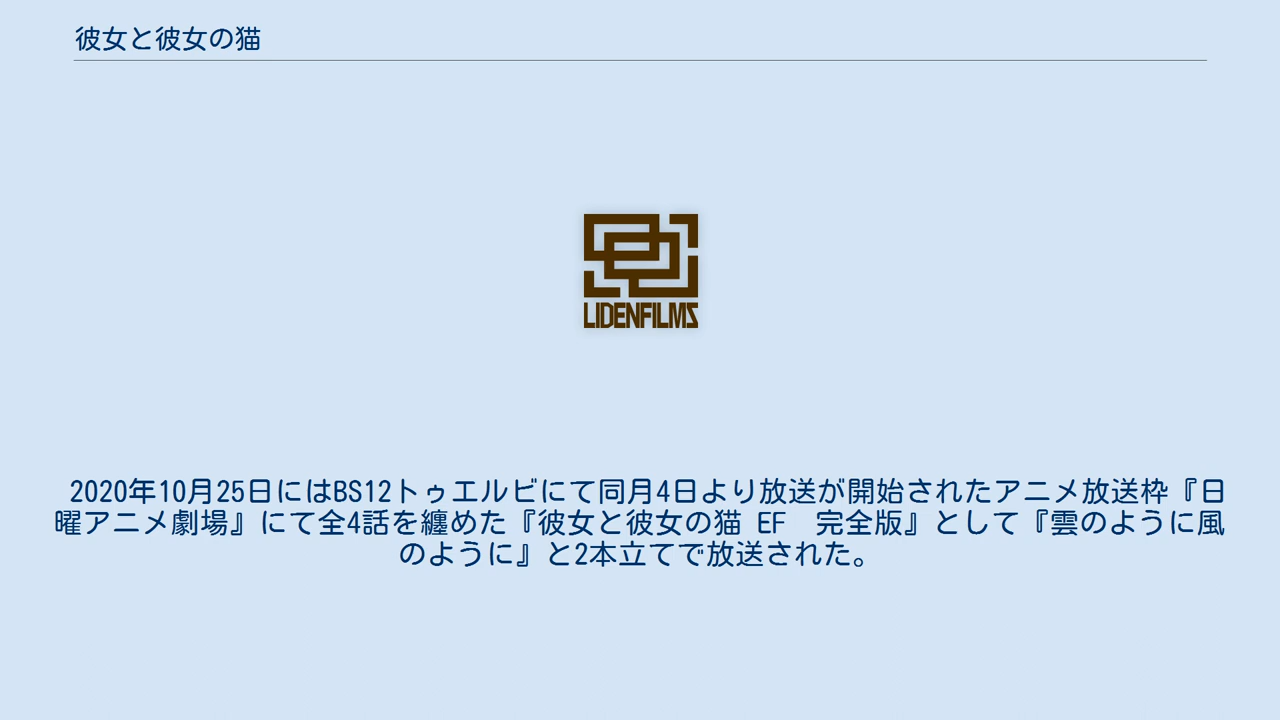 彼女と彼女の猫
LIDENFILMS
2020年10月25日にはBS12トゥエルビにて同月4日より放送が開始されたアニメ放送枠『日
曜アニメ劇場』にて全4話を纏めた『彼女と彼女の猫 EF　完全版』として『雲のように風
のように』と2本立てで放送された。